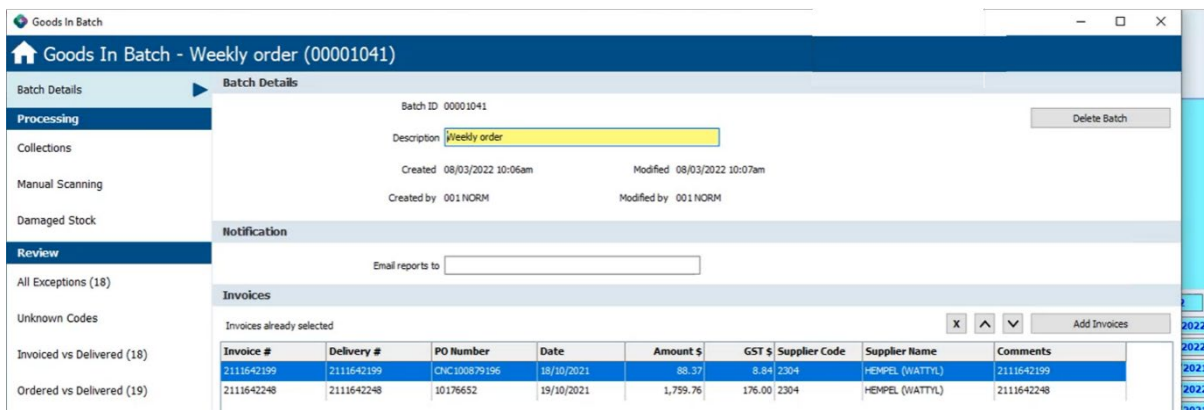 Goods In Batch
Goods In Batch - Weekly order (00001041)
Batch Details
Processing
Collections
Manual Scanning
Damaged Stock
Review
All Exceptions (18)
Unknown Codes
Invoiced vs Delivered (18)
Ordered vs Delivered (19)
Batch Details
Batch ID 00001041
Delete Batch
Description Weekly order
Created 08/03/2022 10:06am Modified 08/03/2022 10:07am
Created by 001 NORM Modified by 001 NORM
Notification
Email reports to
Invoices
Invoices already selected X Add Invoices
Invoice # Delivery # PO Number Date Amount $ GST $ Supplier Code Supplier Name Comments
2111642199 2111642199 CNC100879196 18/10/2021 88.37 8.84 2304 HEMPEL (WATTYL) 2111642199
2111642248 2111642248 10176652 19/10/2021 1,759.76 176.00 2304 HEMPEL (WATTYL) 2111642248
2022
2022
2022